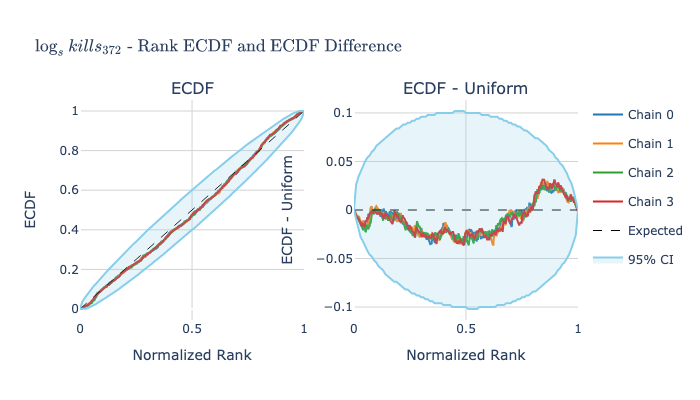 log_s kills_372 - Rank ECDF and ECDF Difference
ECDF
ECDF - Uniform
1
0.8
0.6
0.4
0.2
0
ECDF
0
0.5
1
Normalized Rank
0.1
0.05
0
−0.05
−0.1
ECDF - Uniform
0
0.5
1
Normalized Rank
Chain 0
Chain 1
Chain 2
Chain 3
Expected
95% CI